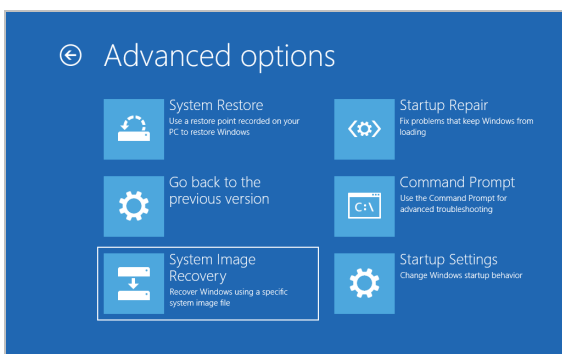 Advanced options
System Restore
Use a restore point recorded on your
PC to restore Windows
Startup Repair
Fix problems that keep Windows from
loading
Go back to the
previous version
C:\
Command Prompt
Use the Command Prompt for
advanced troubleshooting
System Image
Recovery
Recover Windows using a specific
system image file
Startup Settings
Change Windows startup behavior